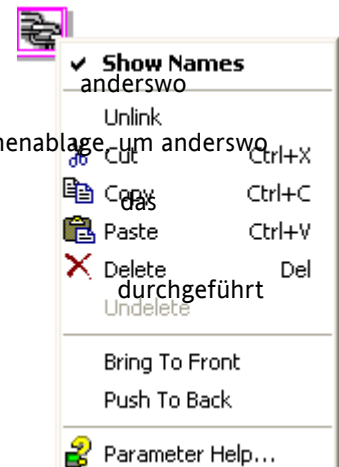 Show Names
anderswo
Unlink
nenablage, um anderswo
Cut Ctrl+X
Copy Ctrl+C
das
Paste Ctrl+V
Delete Del
durchgeführt
Undelete
Bring To Front
Push To Back
Parameter Help...